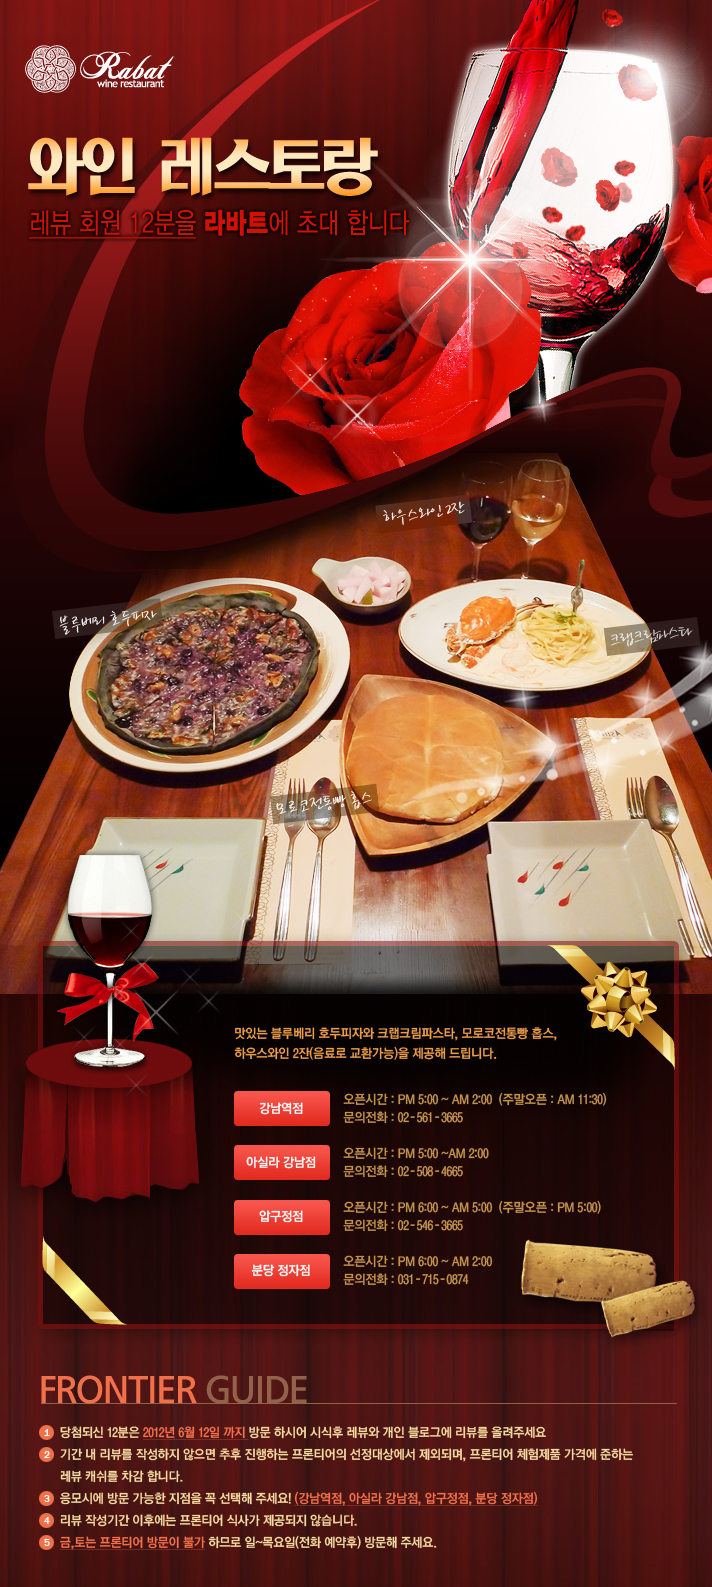 Rabat
wine restaurant
와인 레스토랑
레뷰 회원 12분을 라바트에 초대 합니다
하우스와인 2잔
블루베리 호두피자
크랩크림파스타
모로코전통빵 홉스
맛있는 블루베리 호두피자와 크랩크림파스타, 모로코전통빵 홉스,
하우스와인 2잔(음료로 교환가능)을 제공해 드립니다.
강남역점
오픈시간 : PM 5:00 ~ AM 2:00 (주말오픈 : AM 11:30)
문의전화 : 02-561-3665
아실라 강남점
오픈시간 : PM 5:00 ~AM 2:00
문의전화 : 02-508-4665
압구정점
오픈시간 : PM 6:00 ~ AM 5:00 (주말오픈 : PM 5:00)
문의전화 : 02-546-3665
분당 정자점
오픈시간 : PM 6:00 ~ AM 2:00
문의전화 : 031-715-0874
FRONTIER GUIDE
1 당첨되신 12분은 2012년 6월 12일 까지 방문 하시어 시식후 레뷰와 개인 블로그에 리뷰를 올려주세요
2 기간 내 리뷰를 작성하지 않으면 추후 진행하는 프론티어의 선정대상에서 제외되며, 프론티어 체험제품 가격에 준하는
레뷰 캐쉬를 차감 합니다.
3 응모시에 방문 가능한 지점을 꼭 선택해 주세요! (강남역점, 아실라 강남점, 압구정점, 분당 정자점)
4 리뷰 작성기간 이후에는 프론티어 식사가 제공되지 않습니다.
5 금,토는 프론티어 방문이 불가 하므로 일~목요일(전화 예약후) 방문해 주세요.